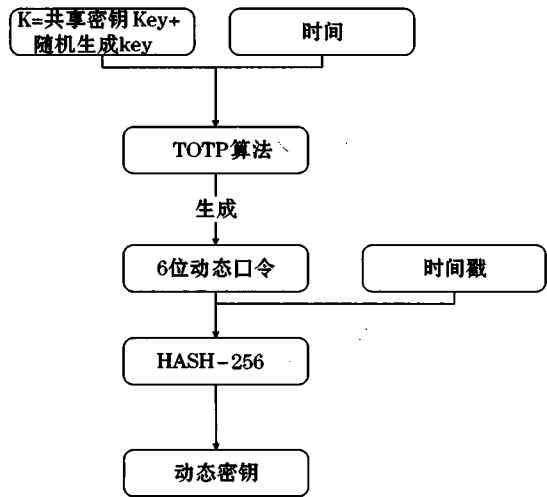 K=共享密钥Key+
随机生成key
时间
TOTP算法
生成
6位动态口令
时间戳
HASH-256
动态密钥